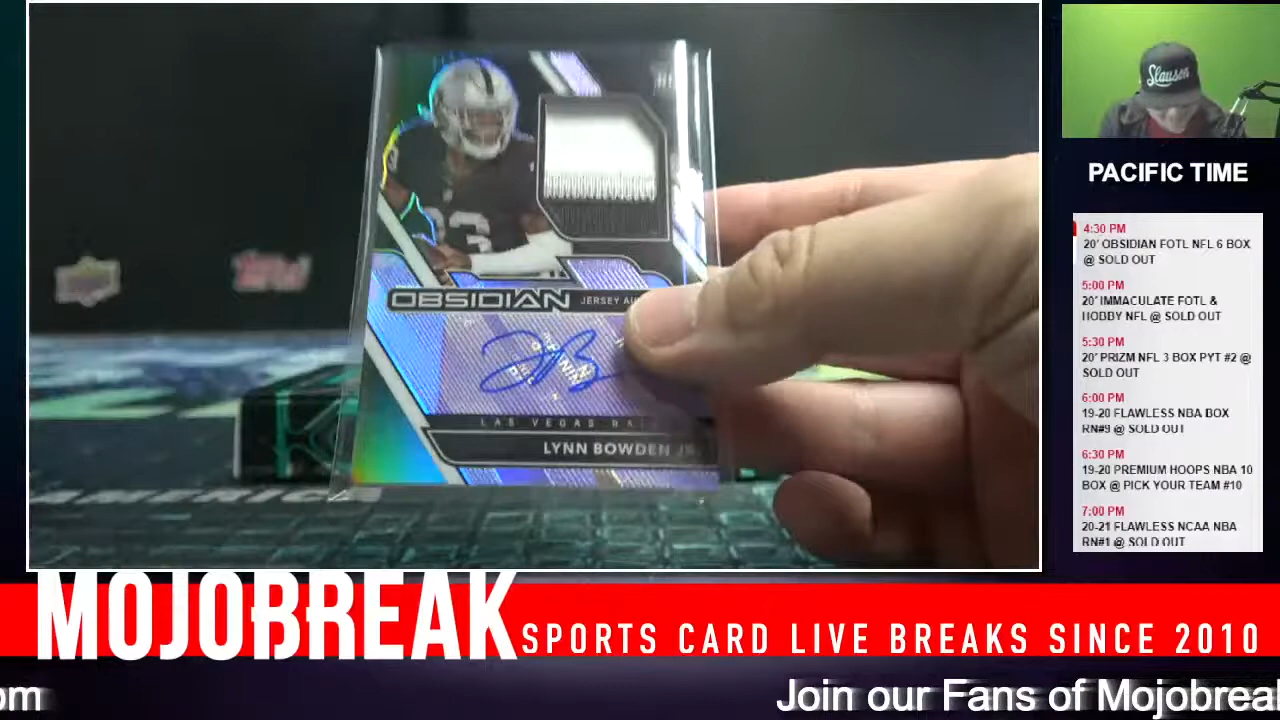 Slauson
OBSIDIAN
JERSEY AU
LAS VEGAS RA
LYNN BOWDEN JR.
AMERICA
PACIFIC TIME
4:30 PM
20' OBSIDIAN FOTL NFL 6 BOX
@ SOLD OUT
5:00 PM
20' IMMACULATE FOTL &
HOBBY NFL @ SOLD OUT
5:30 PM
20' PRIZM NFL 3 BOX PYT #2 @
SOLD OUT
6:00 PM
19-20 FLAWLESS NBA BOX
RN#9 @ SOLD OUT
6:30 PM
19-20 PREMIUM HOOPS NBA 10
BOX @ PICK YOUR TEAM #10
7:00 PM
20-21 FLAWLESS NCAA NBA
RN#1 @ SOLD OUT
MOJOBREAK
SPORTS CARD LIVE BREAKS SINCE 2010
om
Join our Fans of Mojobreak